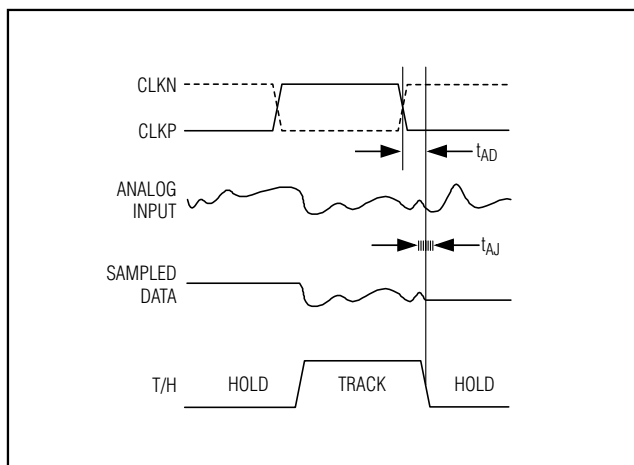 CLKN
CLKP
tAD
ANALOG
INPUT
tAJ
SAMPLED
DATA
T/H
HOLD
TRACK
HOLD